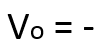 Vo = -